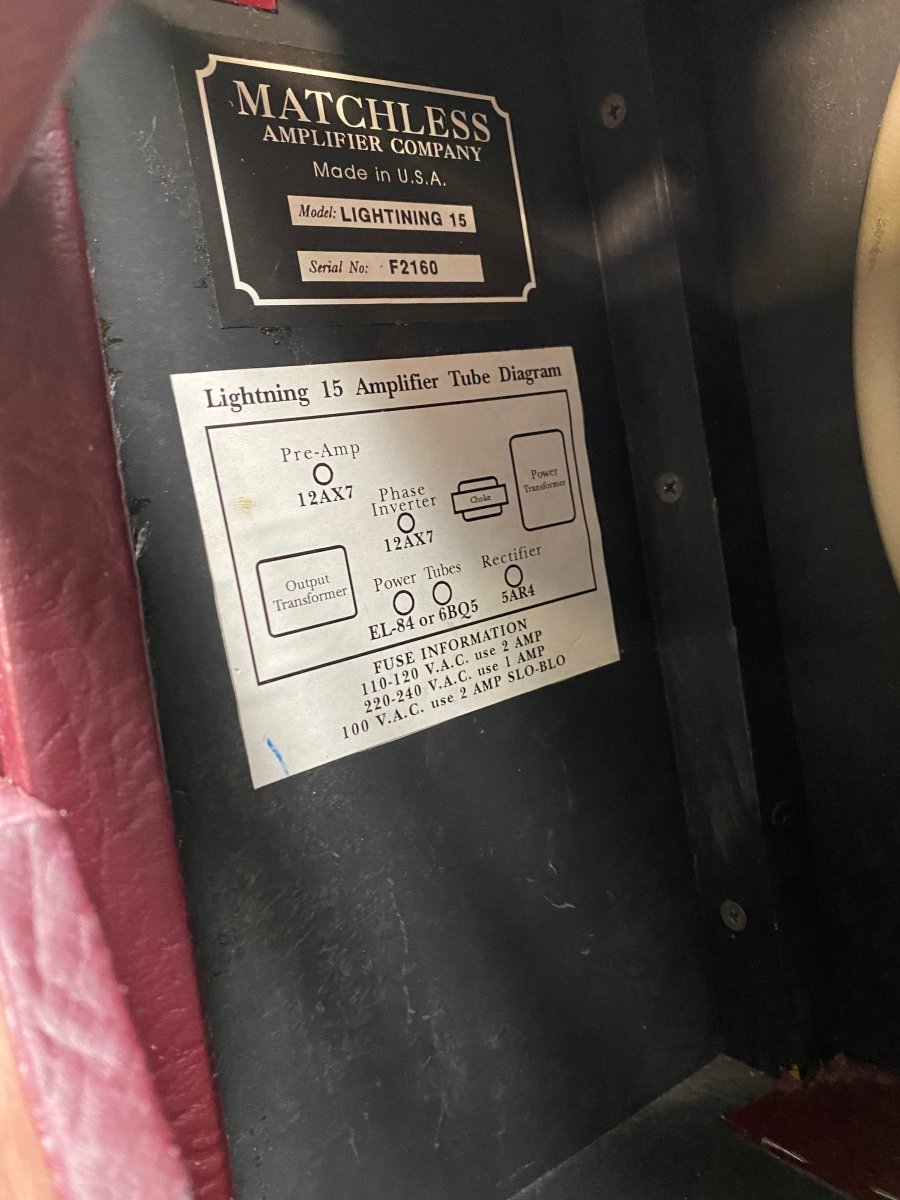 MATCHLESS
AMPLIFIER COMPANY
Made in U.S.A.
Model: LIGHTINING 15
Serial No: F2160
Lightning 15 Amplifier Tube Diagram
Pre-Amp
12AX7
Phase
Inverter
12AX7
Choke
Power
Transformer
Output
Transformer
Power Tubes
EL-84 or 6BQ5
Rectifier
5AR4
FUSE INFORMATION
110-120 V.A.C. use 2 AMP
220-240 V.A.C. use 1 AMP
100 V.A.C. use 2 AMP SLO-BLO